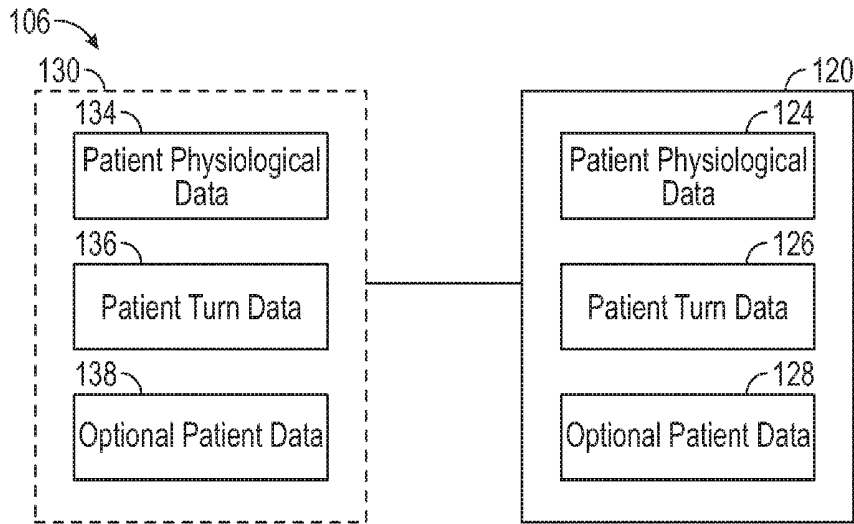 106
130
120
134
Patient Physiological
Data
124
Patient Physiological
Data
136
Patient Turn Data
126
Patient Turn Data
138
Optional Patient Data
128
Optional Patient Data